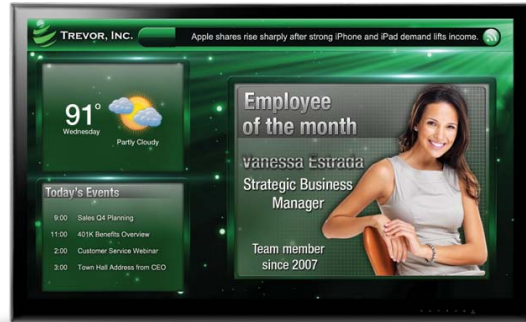 TREVOR, INC.
Apple shares rise sharply after strong iPhone and iPad demand lifts income.
91°
Wednesday
Partly Cloudy
Today's Events
9:00 Sales Q4 Planning
11:00 401K Benefits Overview
2:00 Customer Service Webinar
3:00 Town Hall Address from CEO
Employee
of the month
Vanessa Estrada
Strategic Business
Manager
Team member
since 2007